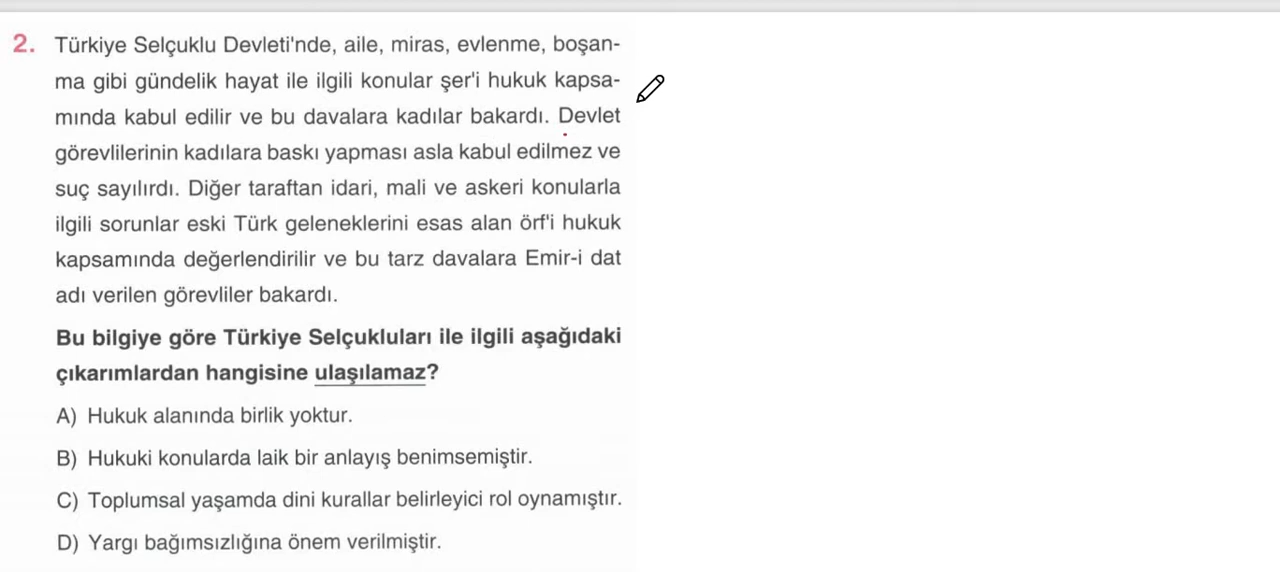 2. Türkiye Selçuklu Devleti'nde, aile, miras, evlenme, boşan-
ma gibi gündelik hayat ile ilgili konular şer'i hukuk kapsa-
mında kabul edilir ve bu davalara kadılar bakardı. Devlet
görevlilerinin kadılara baskı yapması asla kabul edilmez ve
suç sayılırdı. Diğer taraftan idari, mali ve askeri konularla
ilgili sorunlar eski Türk geleneklerini esas alan örf'i hukuk
kapsamında değerlendirilir ve bu tarz davalara Emir-i dat
adı verilen görevliler bakardı.
Bu bilgiye göre Türkiye Selçukluları ile ilgili aşağıdaki
çıkarımlardan hangisine ulaşılamaz?
A) Hukuk alanında birlik yoktur.
B) Hukuki konularda laik bir anlayış benimsemiştir.
C) Toplumsal yaşamda dini kurallar belirleyici rol oynamıştır.
D) Yargı bağımsızlığına önem verilmiştir.